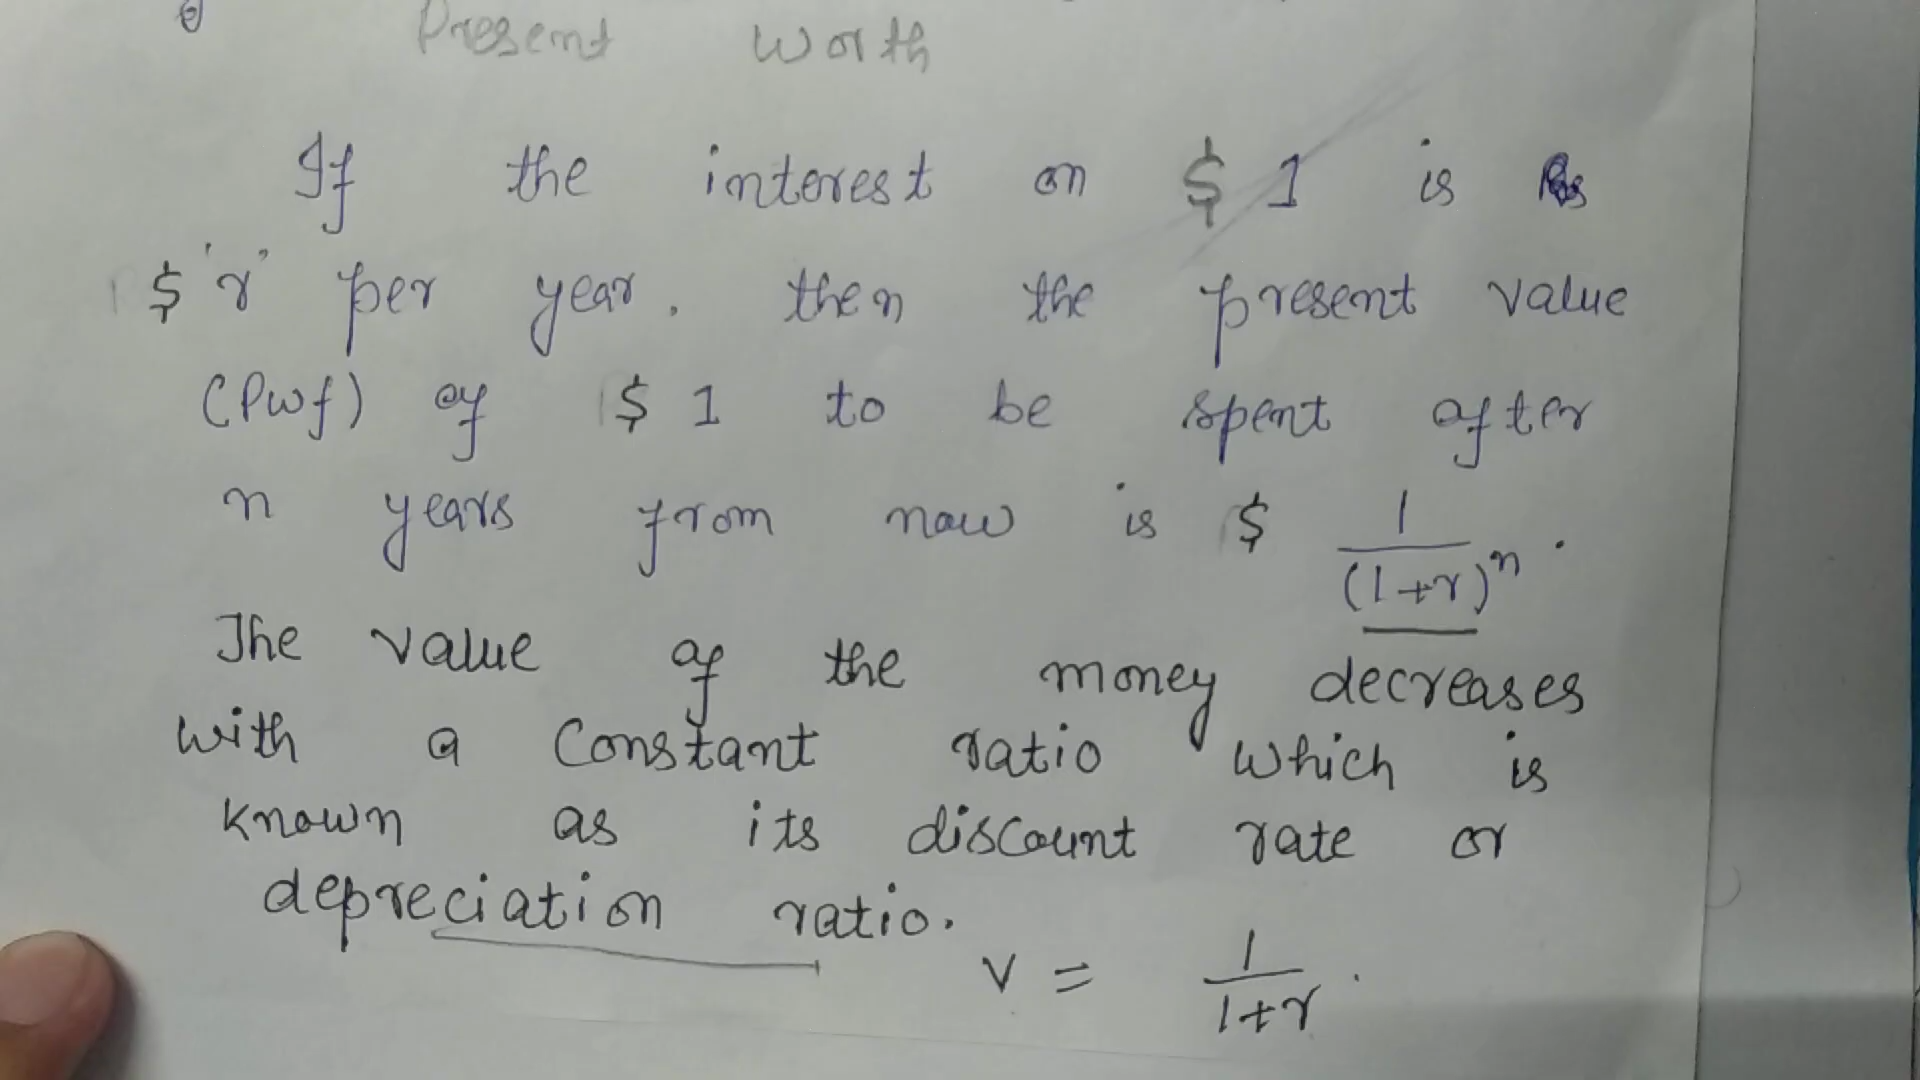 Present Worth
If the interest on $ 1 is
$ 'r' per year. then the present value
(Pwf) of $ 1 to be spent after
n years from now is $ 1/(1+r)^n.
The value of the money decreases
with a Constant ratio which is
known as its discount rate or
depreciation ratio.
v = 1/1+r.